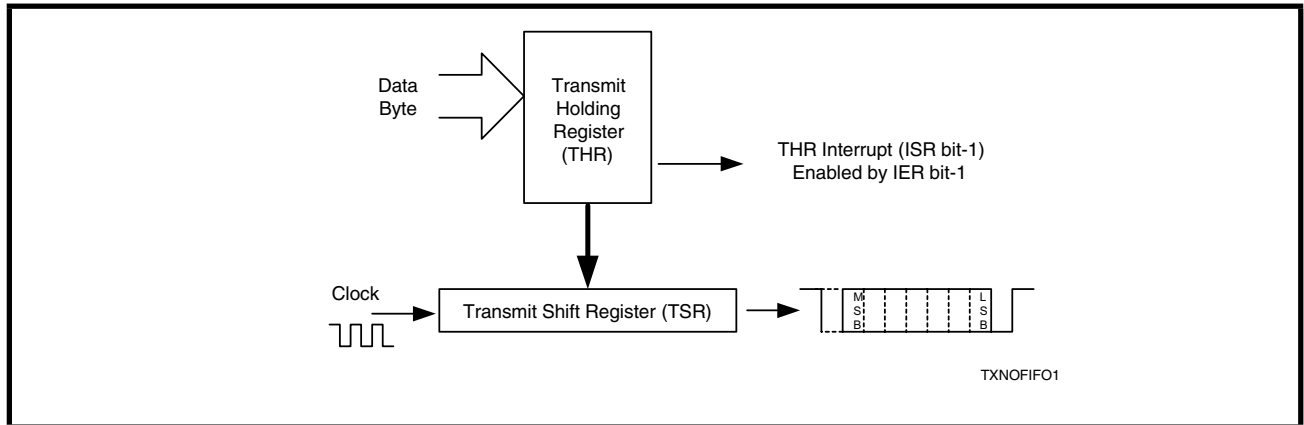 Data
Byte
Transmit
Holding
Register
(THR)
THR Interrupt (ISR bit-1)
Enabled by IER bit-1
Clock
Transmit Shift Register (TSR)
M
S
B
L
S
B
TXNOFIFO1